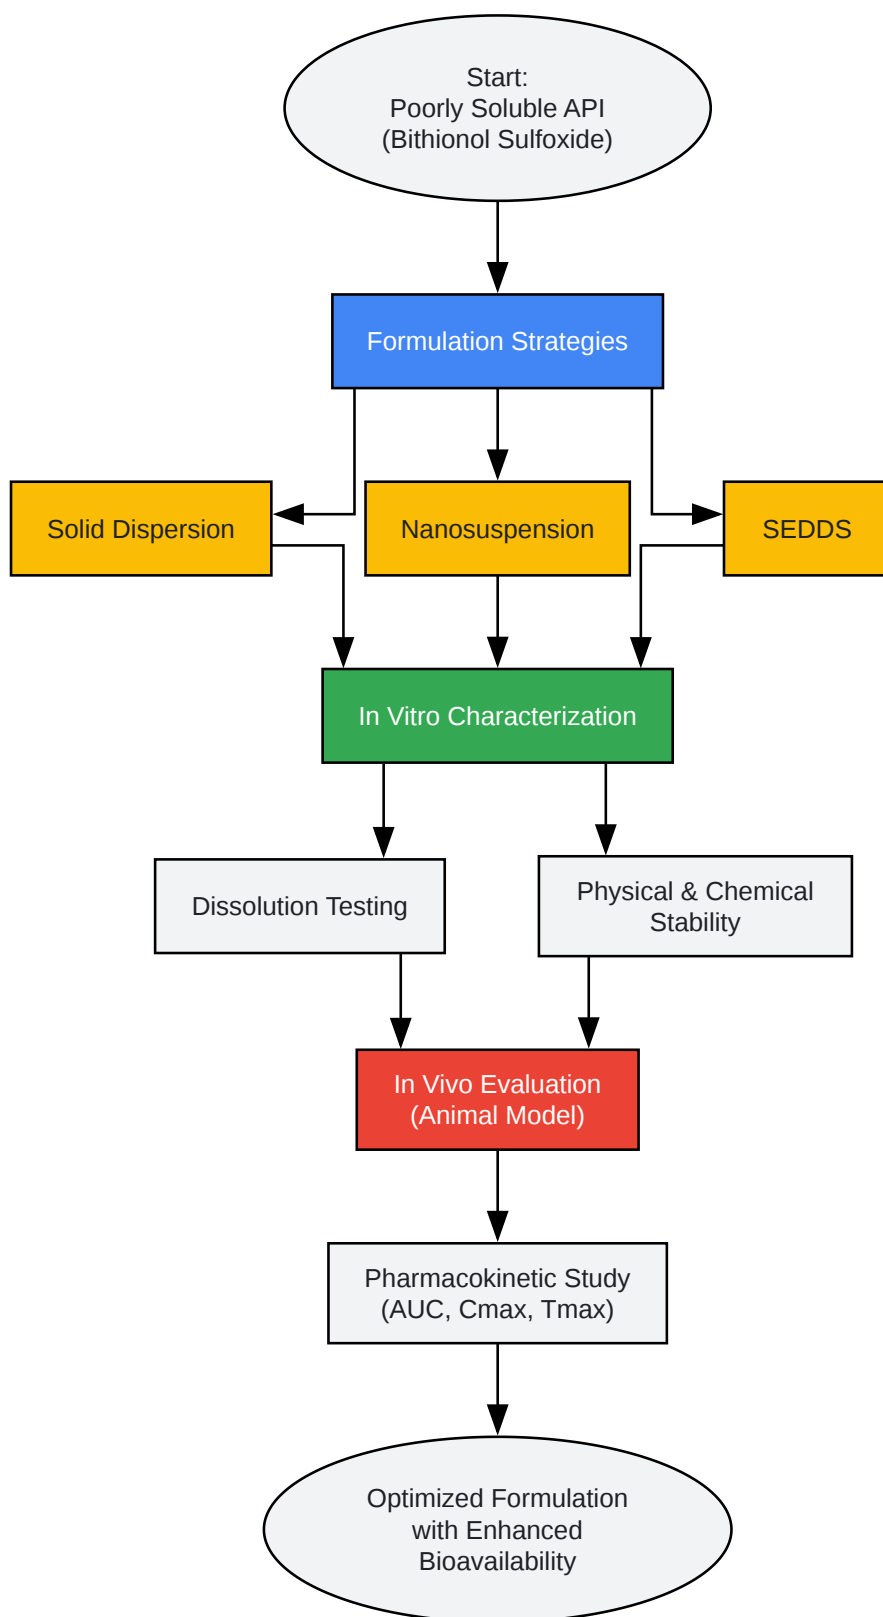 Start:
Poorly Soluble API
(Bithionol Sulfoxide)
Formulation Strategies
Solid Dispersion
Nanosuspension
SEDDS
In Vitro Characterization
Dissolution Testing
Physical & Chemical
Stability
In Vivo Evaluation
(Animal Model)
Pharmacokinetic Study
(AUC, Cmax, Tmax)
Optimized Formulation
with Enhanced
Bioavailability